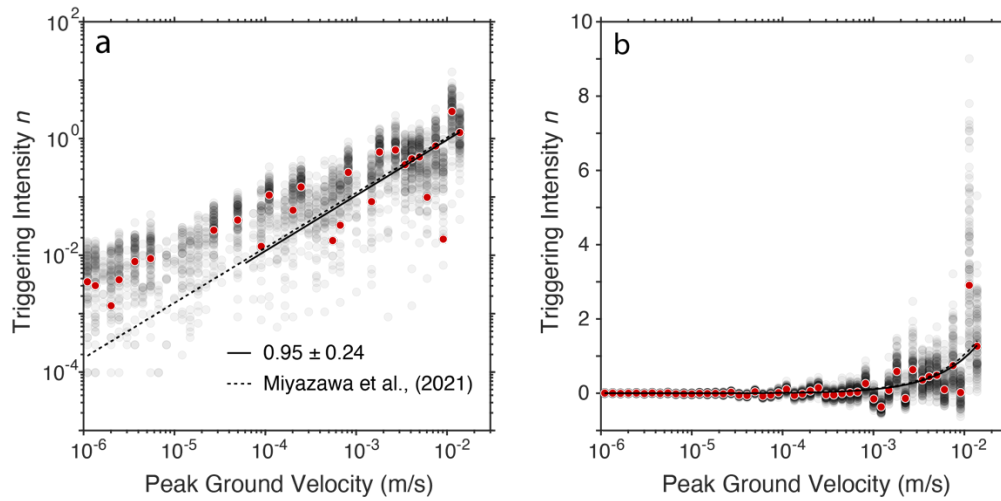 a
10^2
10^0
10^-2
10^-4
Triggering Intensity n
0.95 ± 0.24
Miyazawa et al., (2021)
10^-6 10^-5 10^-4 10^-3 10^-2
Peak Ground Velocity (m/s)
b
10
8
6
4
2
0
Triggering Intensity n
10^-6 10^-5 10^-4 10^-3 10^-2
Peak Ground Velocity (m/s)